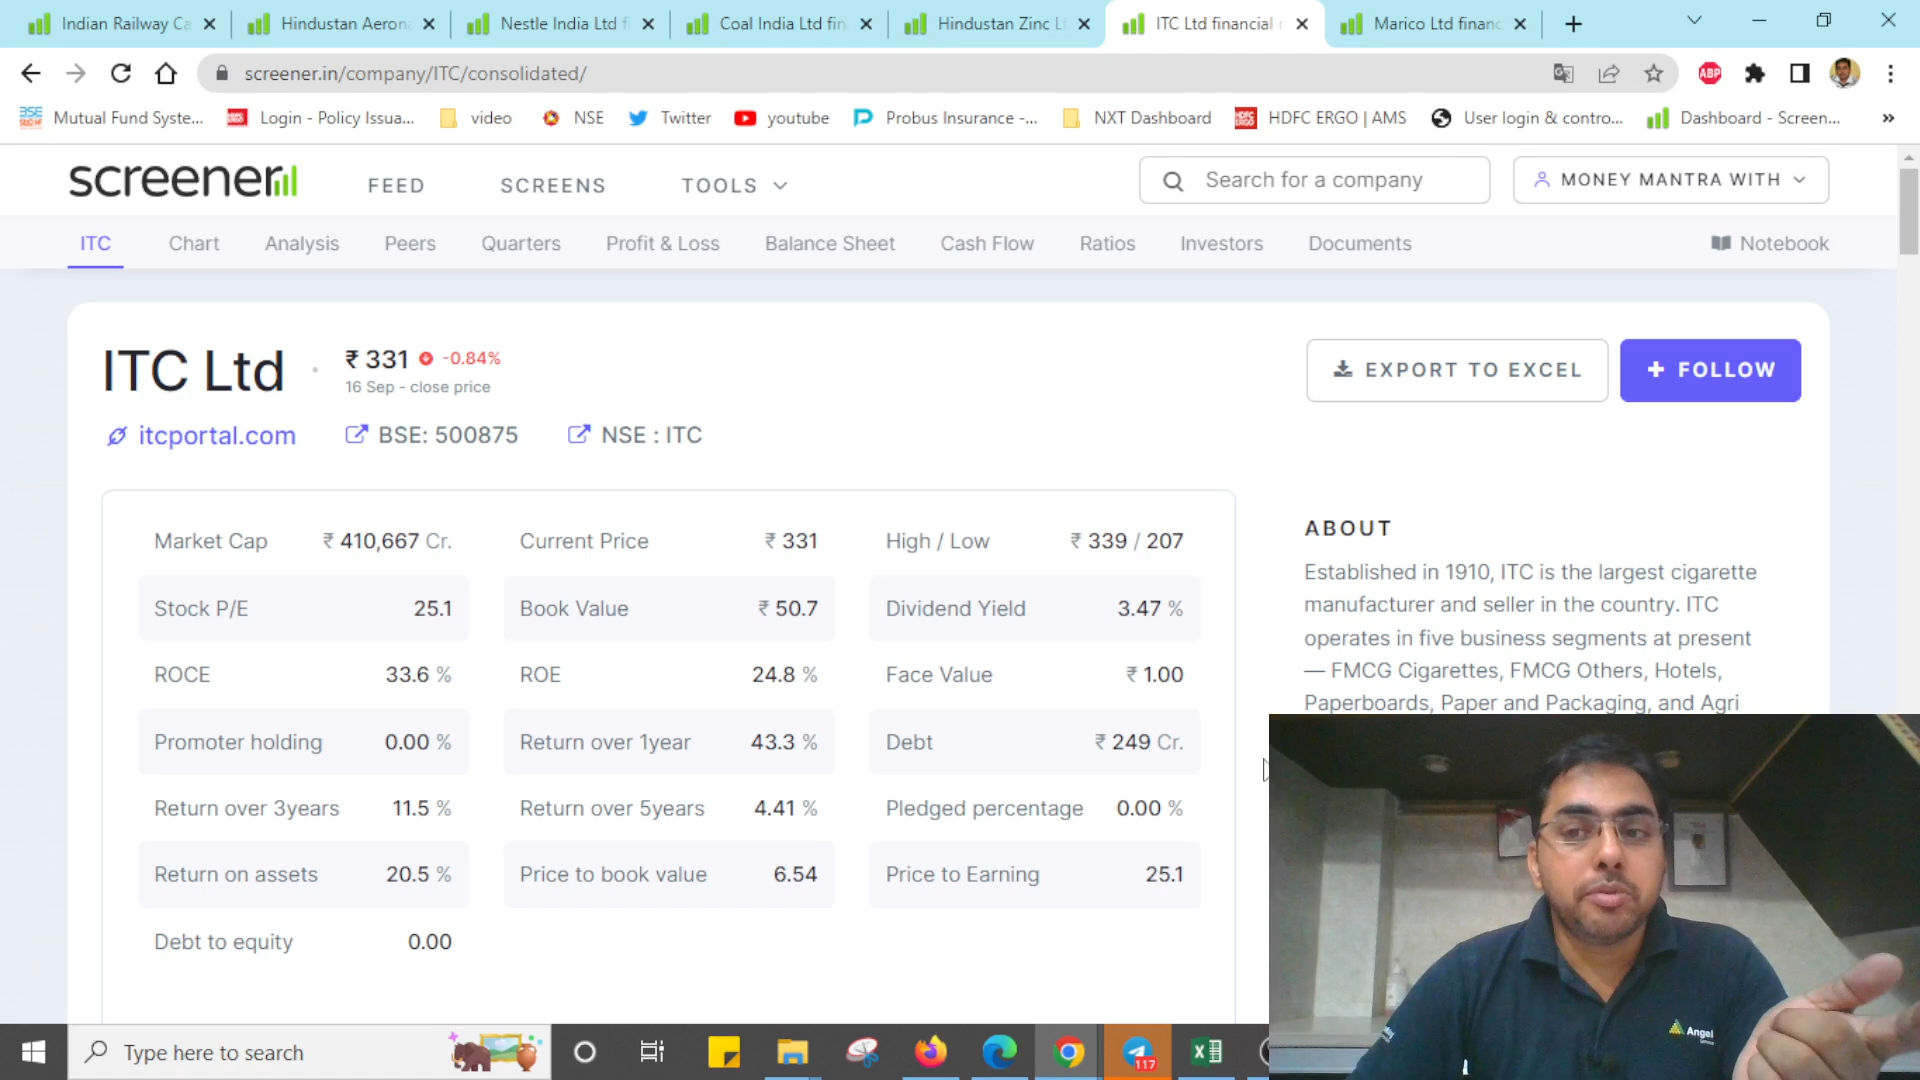 Indian Railway Ca
Hindustan Aeron
Nestle India Ltd f
Coal India Ltd fin
Hindustan Zinc L
ITC Ltd financial r
Marico Ltd financ
screener.in/company/ITC/consolidated/
ABP
Mutual Fund Syste...
Login - Policy Issua...
video
NSE
Twitter
youtube
Probus Insurance -...
NXT Dashboard
HDFC ERGO | AMS
User login & contro...
Dashboard - Screen...
»
screener
FEED
SCREENS
TOOLS
Search for a company
MONEY MANTRA WITH
ITC
Chart
Analysis
Peers
Quarters
Profit & Loss
Balance Sheet
Cash Flow
Ratios
Investors
Documents
Notebook
ITC Ltd
₹ 331 -0.84%
16 Sep - close price
EXPORT TO EXCEL
+ FOLLOW
itcportal.com
BSE: 500875
NSE : ITC
Market Cap ₹ 410,667 Cr.
Current Price ₹ 331
High / Low ₹ 339 / 207
Stock P/E 25.1
Book Value ₹ 50.7
Dividend Yield 3.47 %
ROCE 33.6 %
ROE 24.8 %
Face Value ₹ 1.00
Promoter holding 0.00 %
Return over 1year 43.3 %
Debt ₹ 249 Cr.
Return over 3years 11.5 %
Return over 5years 4.41 %
Pledged percentage 0.00 %
Return on assets 20.5 %
Price to book value 6.54
Price to Earning 25.1
Debt to equity 0.00
ABOUT
Established in 1910, ITC is the largest cigarette
manufacturer and seller in the country. ITC
operates in five business segments at present
— FMCG Cigarettes, FMCG Others, Hotels,
Paperboards, Paper and Packaging, and Agri
Angel
Type here to search
117